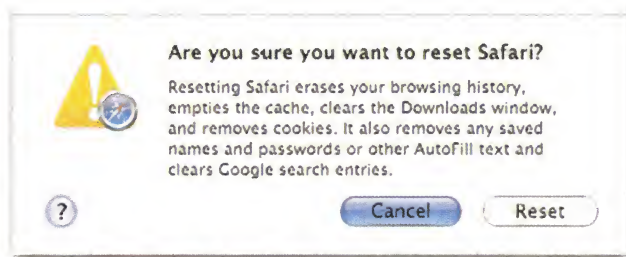 Are you sure you want to reset Safari?
Resetting Safari erases your browsing history,
empties the cache, clears the Downloads window,
and removes cookies. It also removes any saved
names and passwords or other AutoFill text and
clears Google search entries.
?
Cancel
Reset